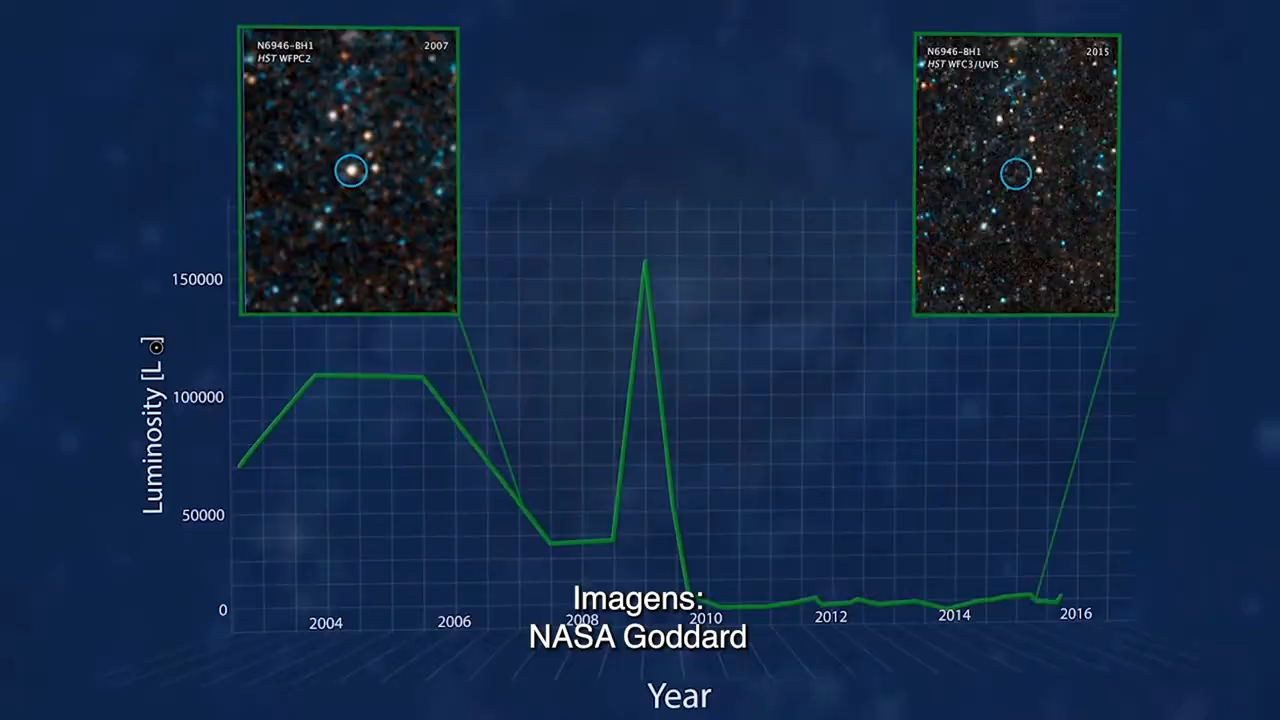 N6946-BH1 2007
HST WFPC2
N6946-BH1 2015
HST WFC3/UVIS
150000
100000
50000
0
Luminosity [L ☉]
2004 2006 2008 2010 2012 2014 2016
Imagens:
NASA Goddard
Year